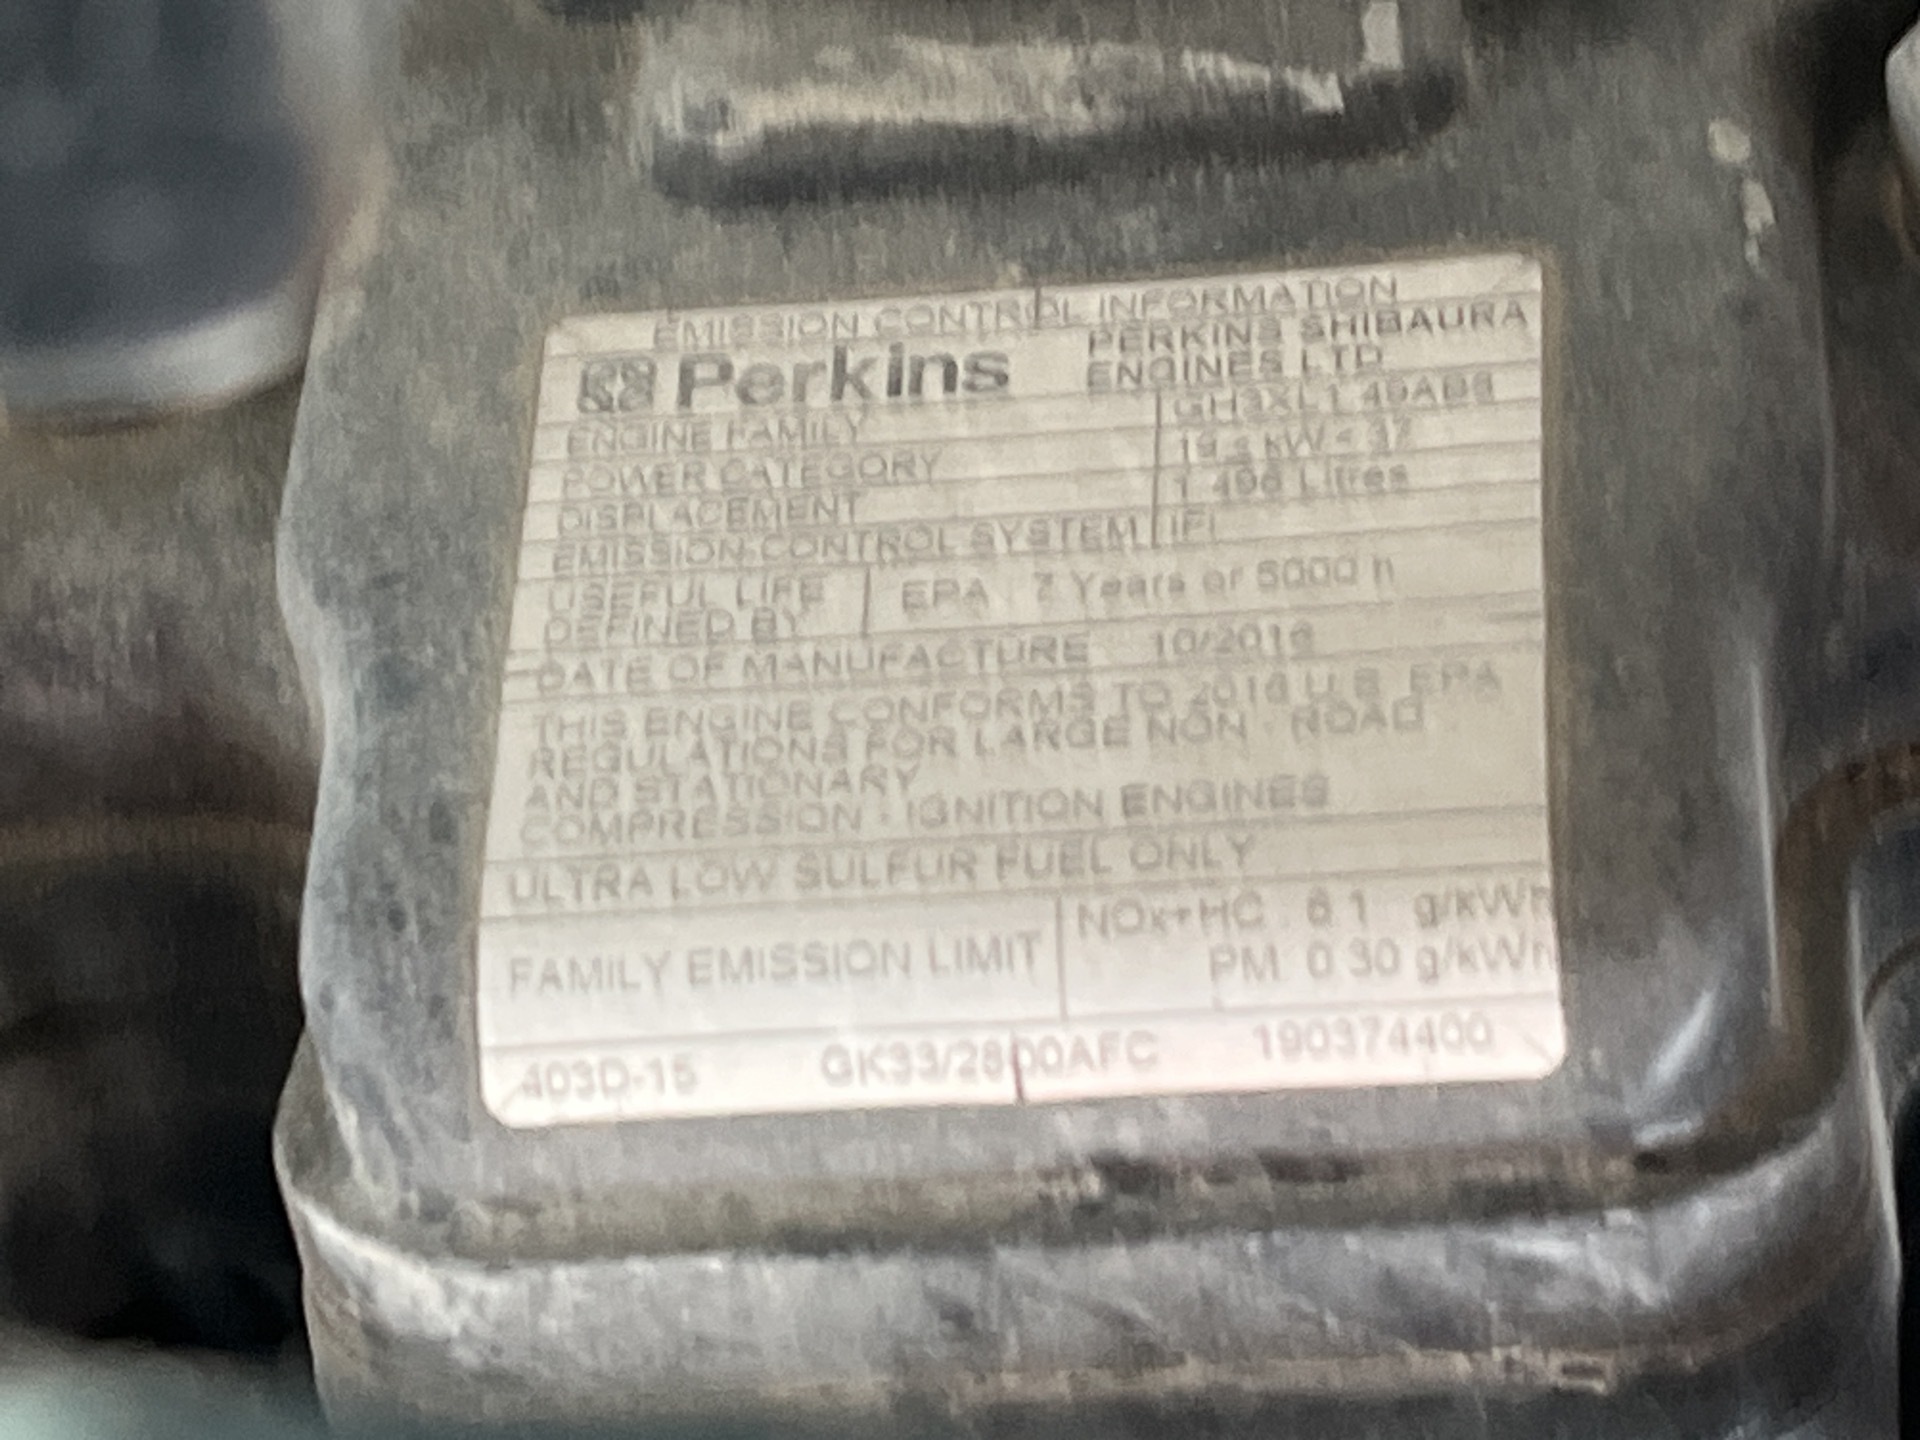 EMISSION CONTROL INFORMATION
Perkins
PERKINS SHIBAURA
ENGINES LTD
ENGINE FAMILY
POWER CATEGORY 19 ≤ kW < 37
DISPLACEMENT 1.496 Litres
EMISSION CONTROL SYSTEM IFI
USEFUL LIFE
DEFINED BY
EPA 7 Years or 5000 h
DATE OF MANUFACTURE 10/2016
THIS ENGINE CONFORMS TO 2016 U.S. EPA
REGULATIONS FOR LARGE NON - ROAD
AND STATIONARY
COMPRESSION - IGNITION ENGINES
ULTRA LOW SULFUR FUEL ONLY
FAMILY EMISSION LIMIT
NOx+HC 6.1 g/kWh
PM 0.30 g/kWh
403D-15 GK33/2800AFC 190374400